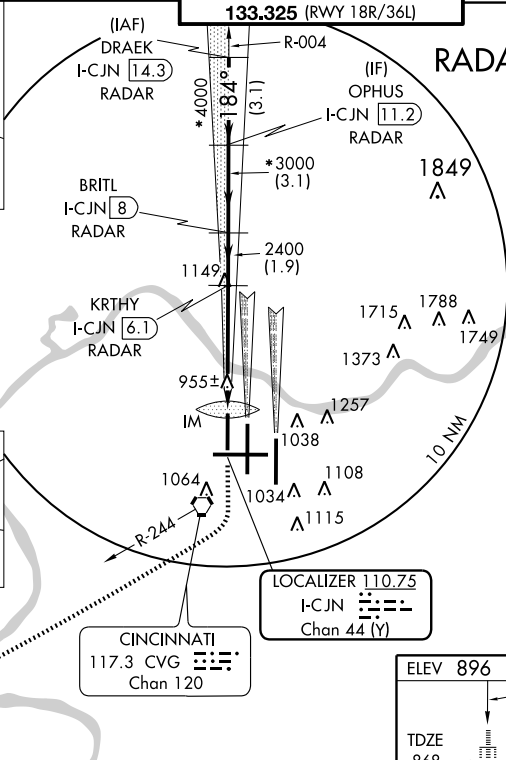 133.325 (RWY 18R/36L)
(IAF)
DRAEK
I-CJN 14.3
RADAR
R-004
*4000
184°
(3.1)
(IF)
OPHUS
I-CJN 11.2
RADAR
*3000
(3.1)
1849
BRITL
I-CJN 8
RADAR
2400
(1.9)
1149
KRTHY
I-CJN 6.1
RADAR
1715
1788
1749
1373
955±
IM
1257
1038
10 NM
1064
1034
1108
1115
R-244
LOCALIZER 110.75
I-CJN
Chan 44 (Y)
CINCINNATI
117.3 CVG
Chan 120
ELEV 896
TDZE